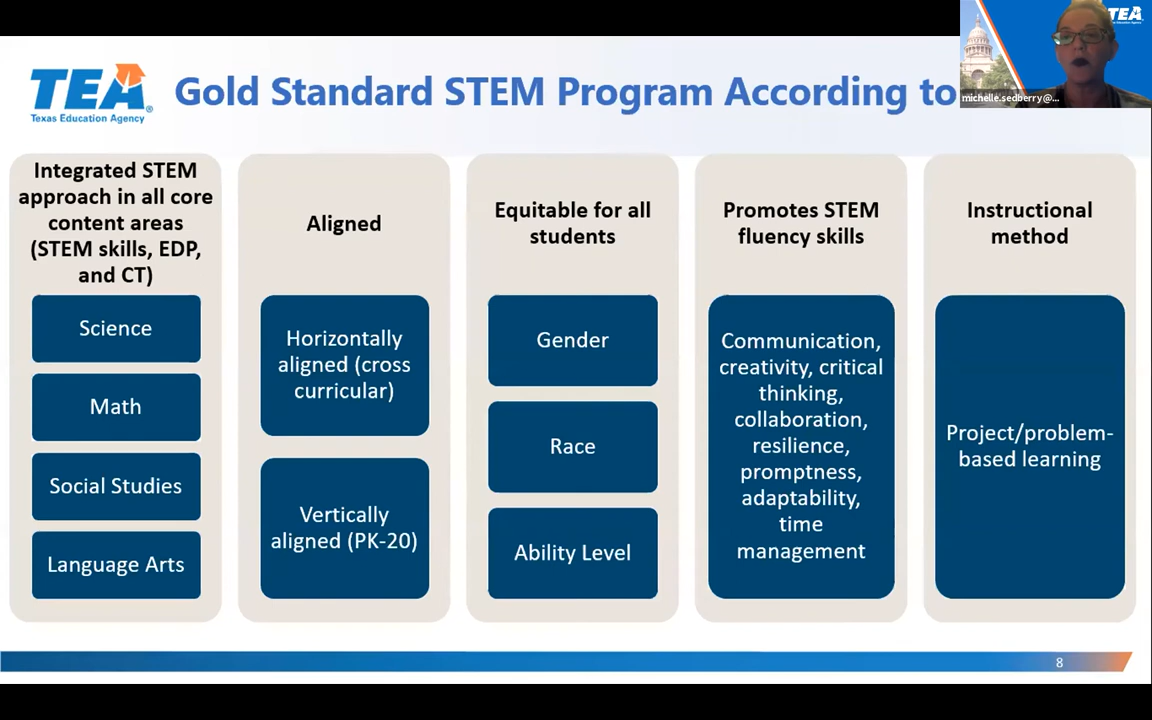 TEA
michelle.sedberry@...
TEA
Texas Education Agency
Gold Standard STEM Program According to
Integrated STEM
approach in all core
content areas
(STEM skills, EDP,
and CT)
Science
Math
Social Studies
Language Arts
Aligned
Horizontally
aligned (cross
curricular)
Vertically
aligned (PK-20)
Equitable for all
students
Gender
Race
Ability Level
Promotes STEM
fluency skills
Communication,
creativity, critical
thinking,
collaboration,
resilience,
promptness,
adaptability,
time
management
Instructional
method
Project/problem-
based learning
8